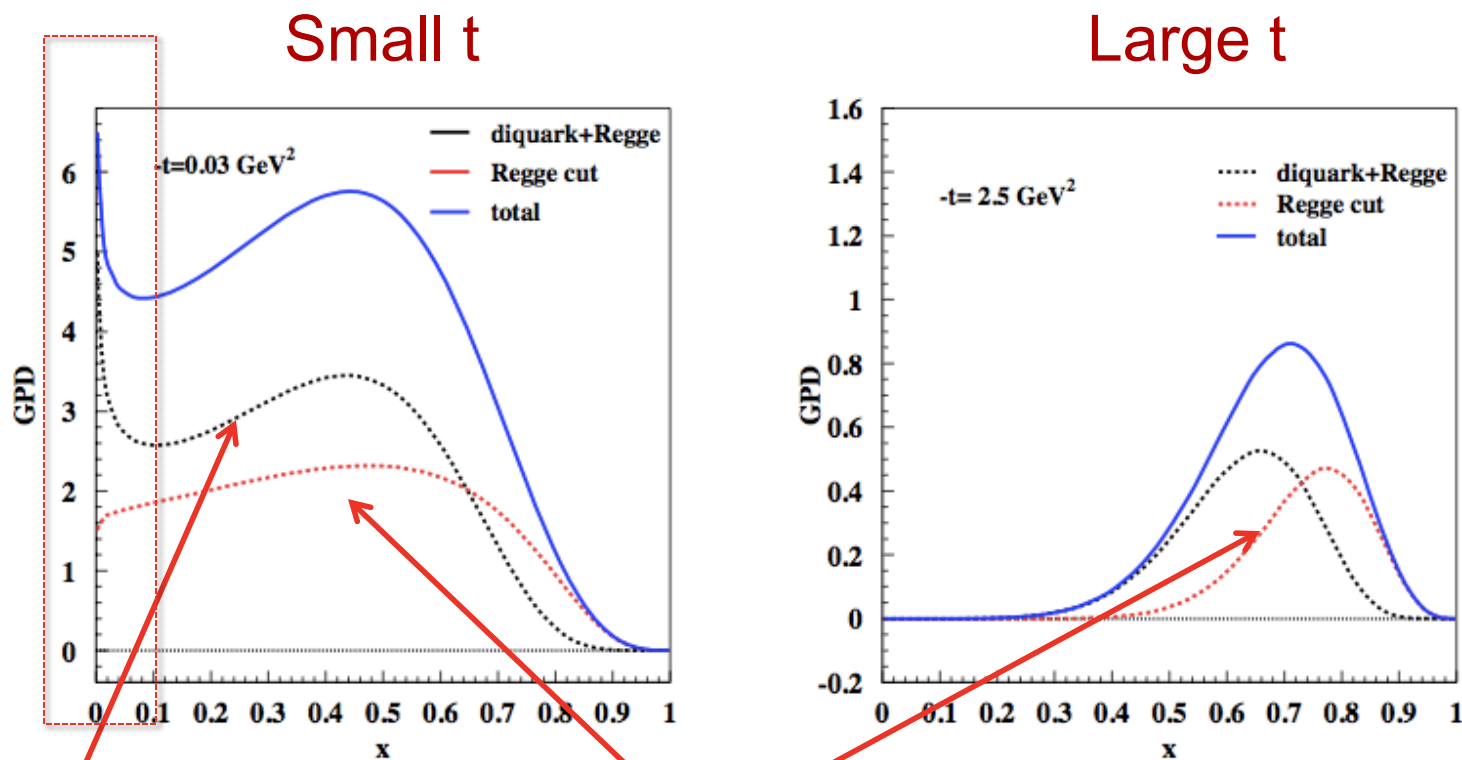 Small t
Large t
-t=0.03 GeV²
diquark+Regge
Regge cut
total
6
5
4
3
2
1
0
GPD
0 0.1 0.2 0.3 0.4 0.5 0.6 0.7 0.8 0.9 1
x
-t= 2.5 GeV²
diquark+Regge
Regge cut
total
1.6
1.4
1.2
1
0.8
0.6
0.4
0.2
0
-0.2
GPD
0 0.1 0.2 0.3 0.4 0.5 0.6 0.7 0.8 0.9 1
x